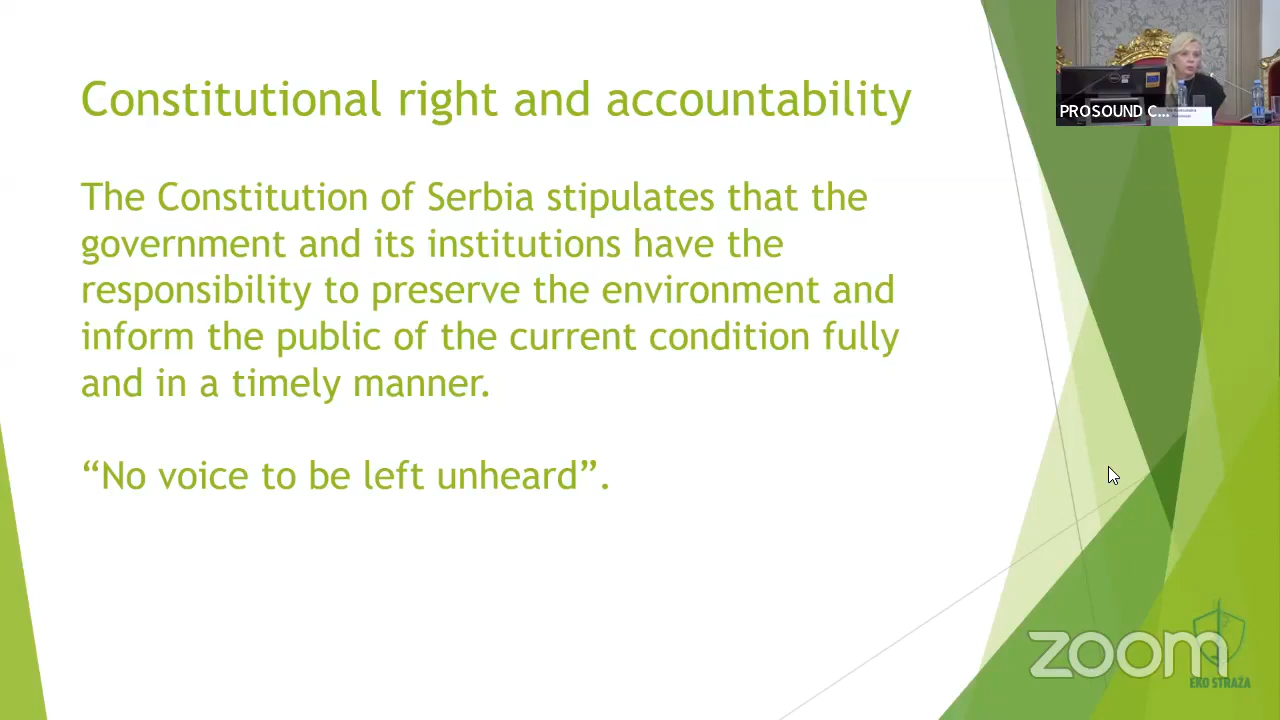 Constitutional right and accountability
The Constitution of Serbia stipulates that the
government and its institutions have the
responsibility to preserve the environment and
inform the public of the current condition fully
and in a timely manner.
“No voice to be left unheard”.
PROSOUND C...
zoom
EKO STRAŽA